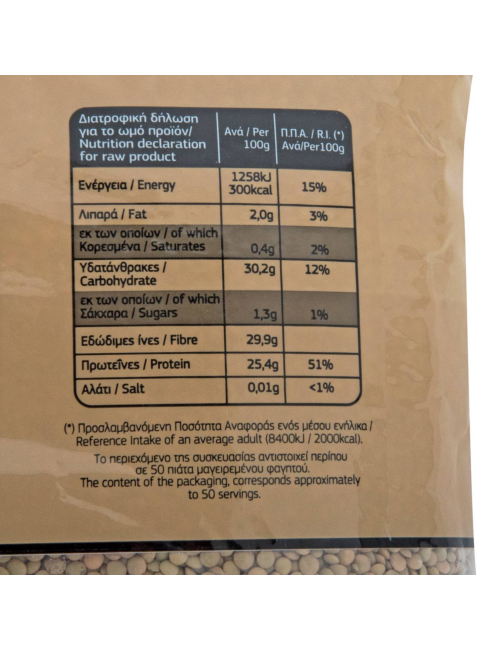 Διατροφική δήλωση
για το ωμό προϊόν/
Nutrition declaration
for raw product
Ανά / Per
100g
Π.Π.Α. / R.I. (*)
Ανά/Per100g
Ενέργεια / Energy
1258kJ
300kcal
15%
Λιπαρά / Fat
2,0g
3%
εκ των οποίων / of which
Κορεσμένα / Saturates
0,4g
2%
Υδατάνθρακες /
Carbohydrate
30,2g
12%
εκ των οποίων / of which
Σάκχαρα / Sugars
1,3g
1%
Εδώδιμες ίνες / Fibre
29,9g
Πρωτεΐνες / Protein
25,4g
51%
Αλάτι / Salt
0,01g
<1%
(*) Προσλαμβανόμενη Ποσότητα Αναφοράς ενός μέσου ενήλικα /
Reference Intake of an average adult (8400kJ / 2000kcal).
Το περιεχόμενο της συσκευασίας αντιστοιχεί περίπου
σε 50 πιάτα μαγειρεμένου φαγητού.
The content of the packaging, corresponds approximately
to 50 servings.